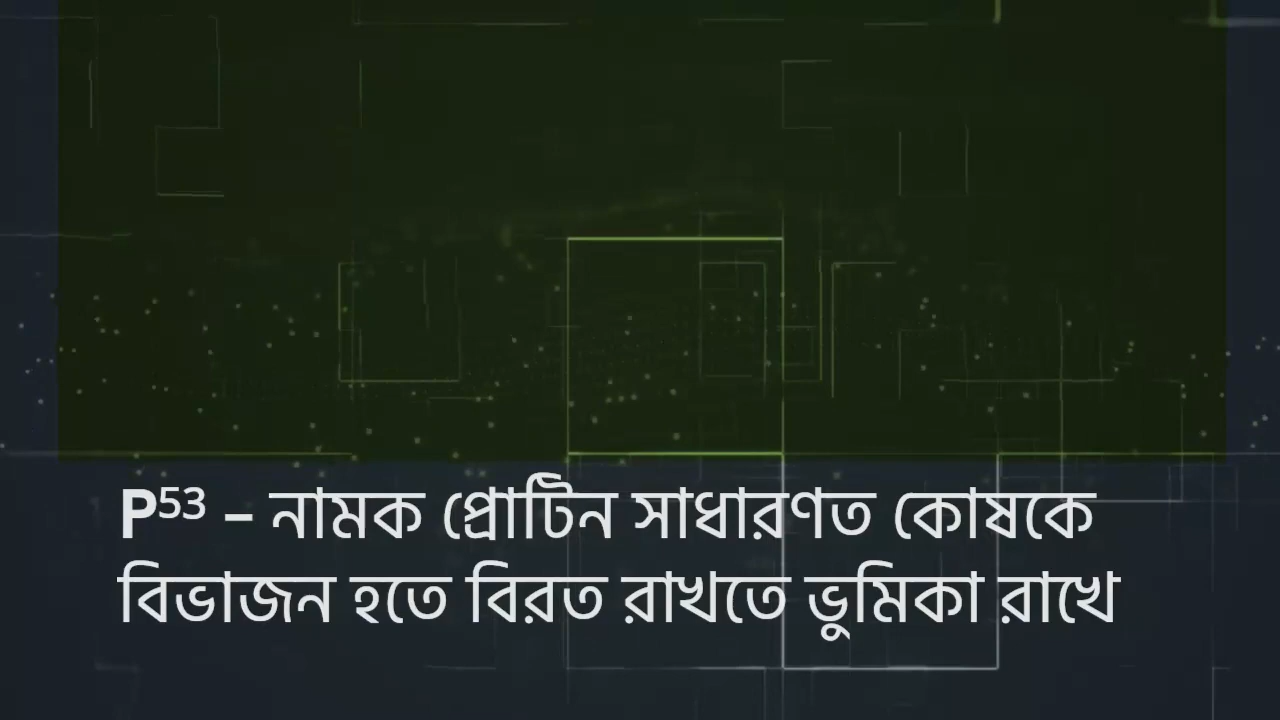 P⁵³ – নামক প্রোটিন সাধারণত কোষকে
বিভাজন হতে বিরত রাখতে ভুমিকা রাখে